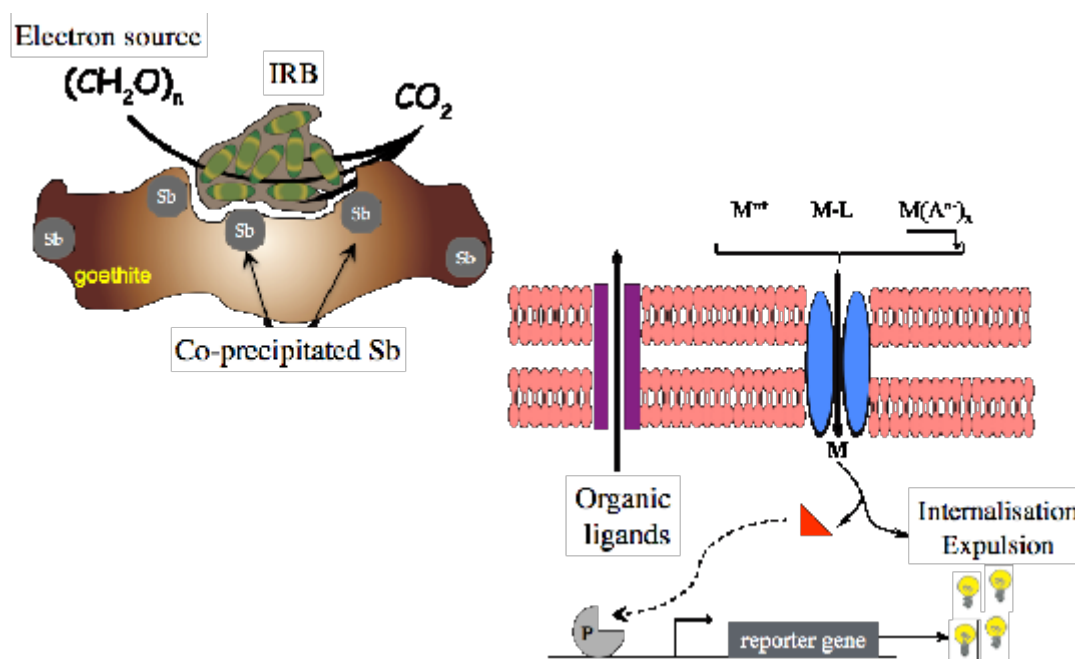 Electron source
(CH₂O)ₙ
IRB
CO₂
Sb
Sb
Sb
Sb
Sb
goethite
Co-precipitated Sb
M-L
M
Organic
ligands
Internalisation
Expulsion
P
reporter gene